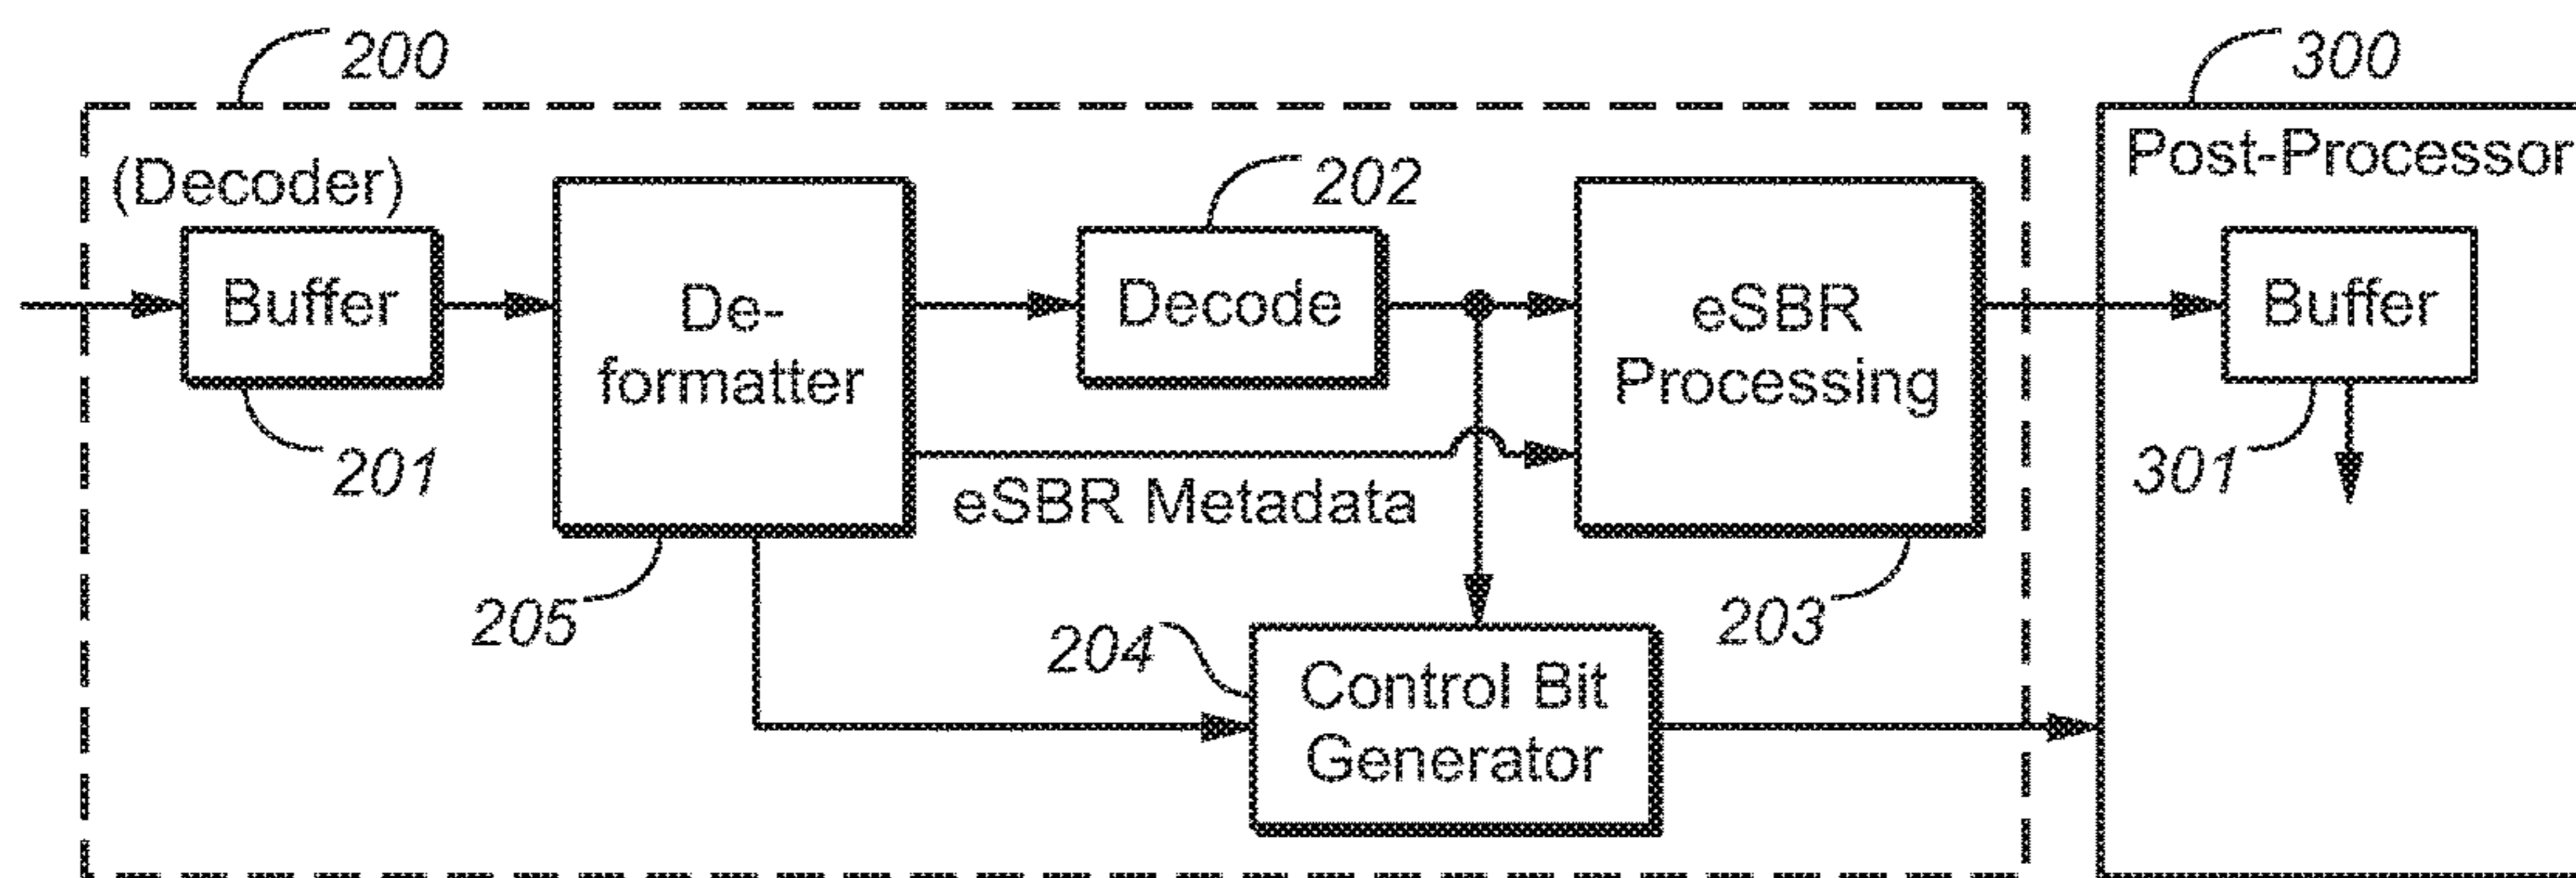 200
300
(Decoder)
Post-Processor
202
Buffer
De-
formatter
Decode
eSBR
Processing
Buffer
201
eSBR Metadata
301
205
204
203
Control Bit
Generator